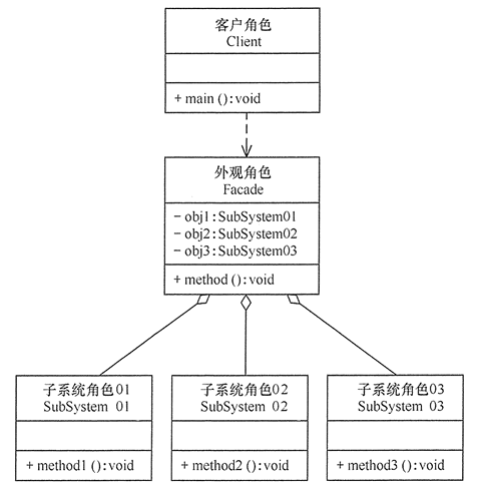 客户角色
Client
+ main ():void
外观角色
Facade
- obj1:SubSystem01
- obj2:SubSystem02
- obj3:SubSystem03
+ method ():void
子系统角色01
SubSystem 01
+ method1 ():void
子系统角色02
SubSystem 02
+ method2 ():void
子系统角色03
SubSystem 03
+ method3 ():void